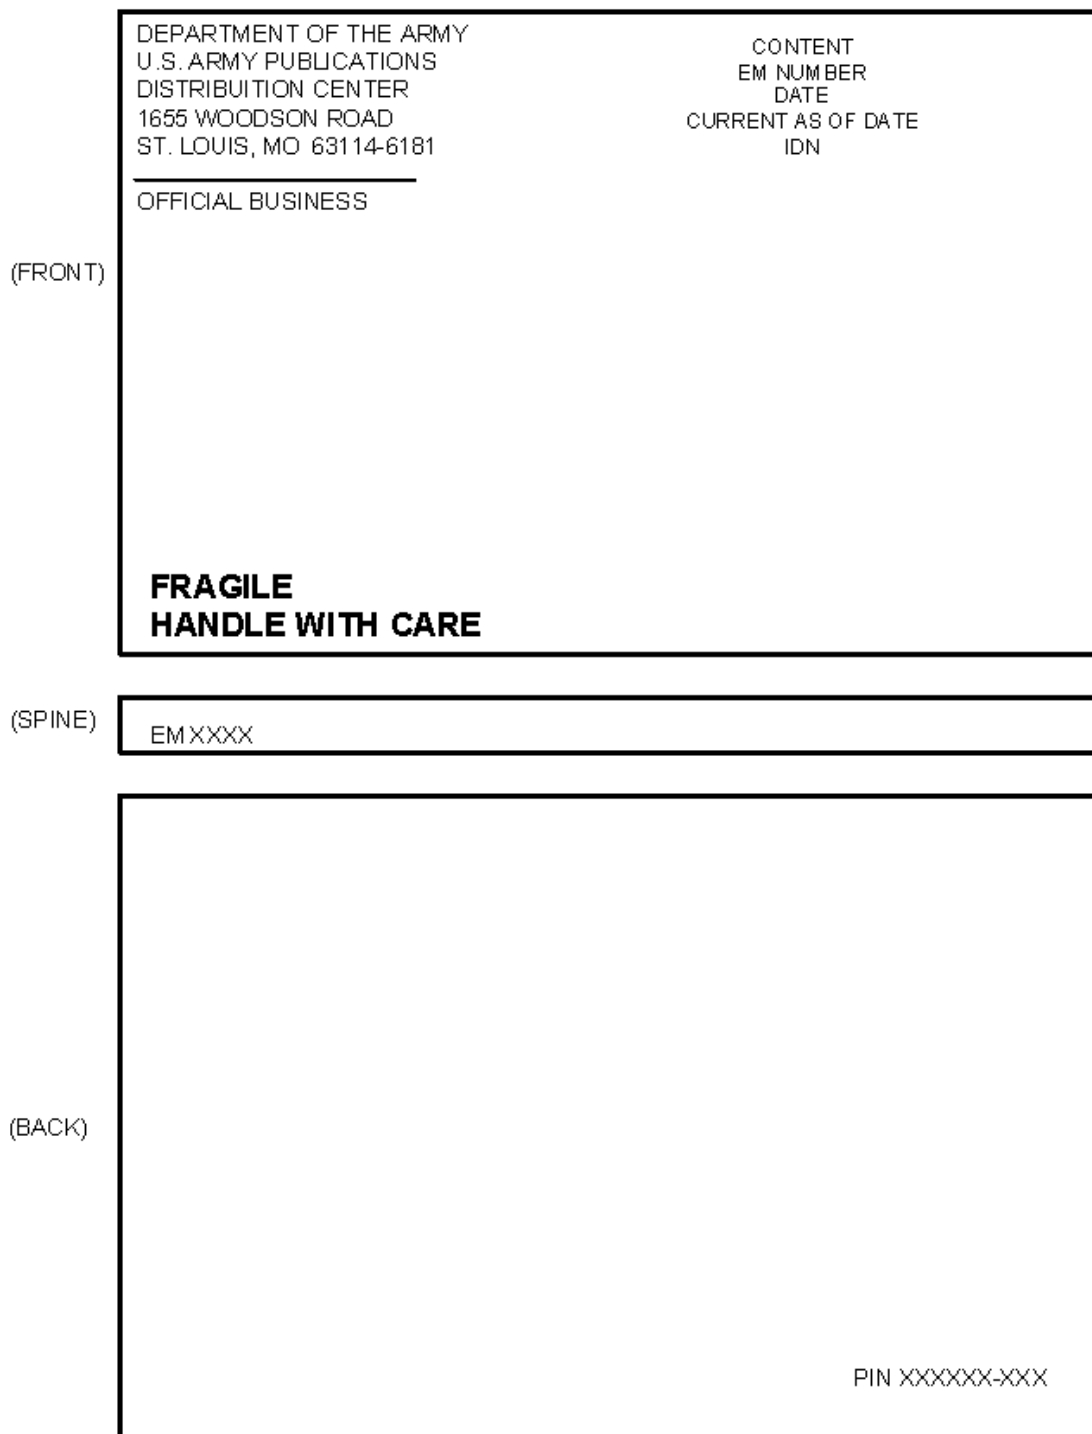 DEPARTMENT OF THE ARMY
U.S. ARMY PUBLICATIONS
DISTRIBUITION CENTER
1655 WOODSON ROAD
ST. LOUIS, MO 63114-6181
OFFICIAL BUSINESS
CONTENT
EM NUMBER
DATE
CURRENT AS OF DATE
IDN
(FRONT)
FRAGILE
HANDLE WITH CARE
(SPINE)
EM XXXX
(BACK)
PIN XXXXXX-XXX